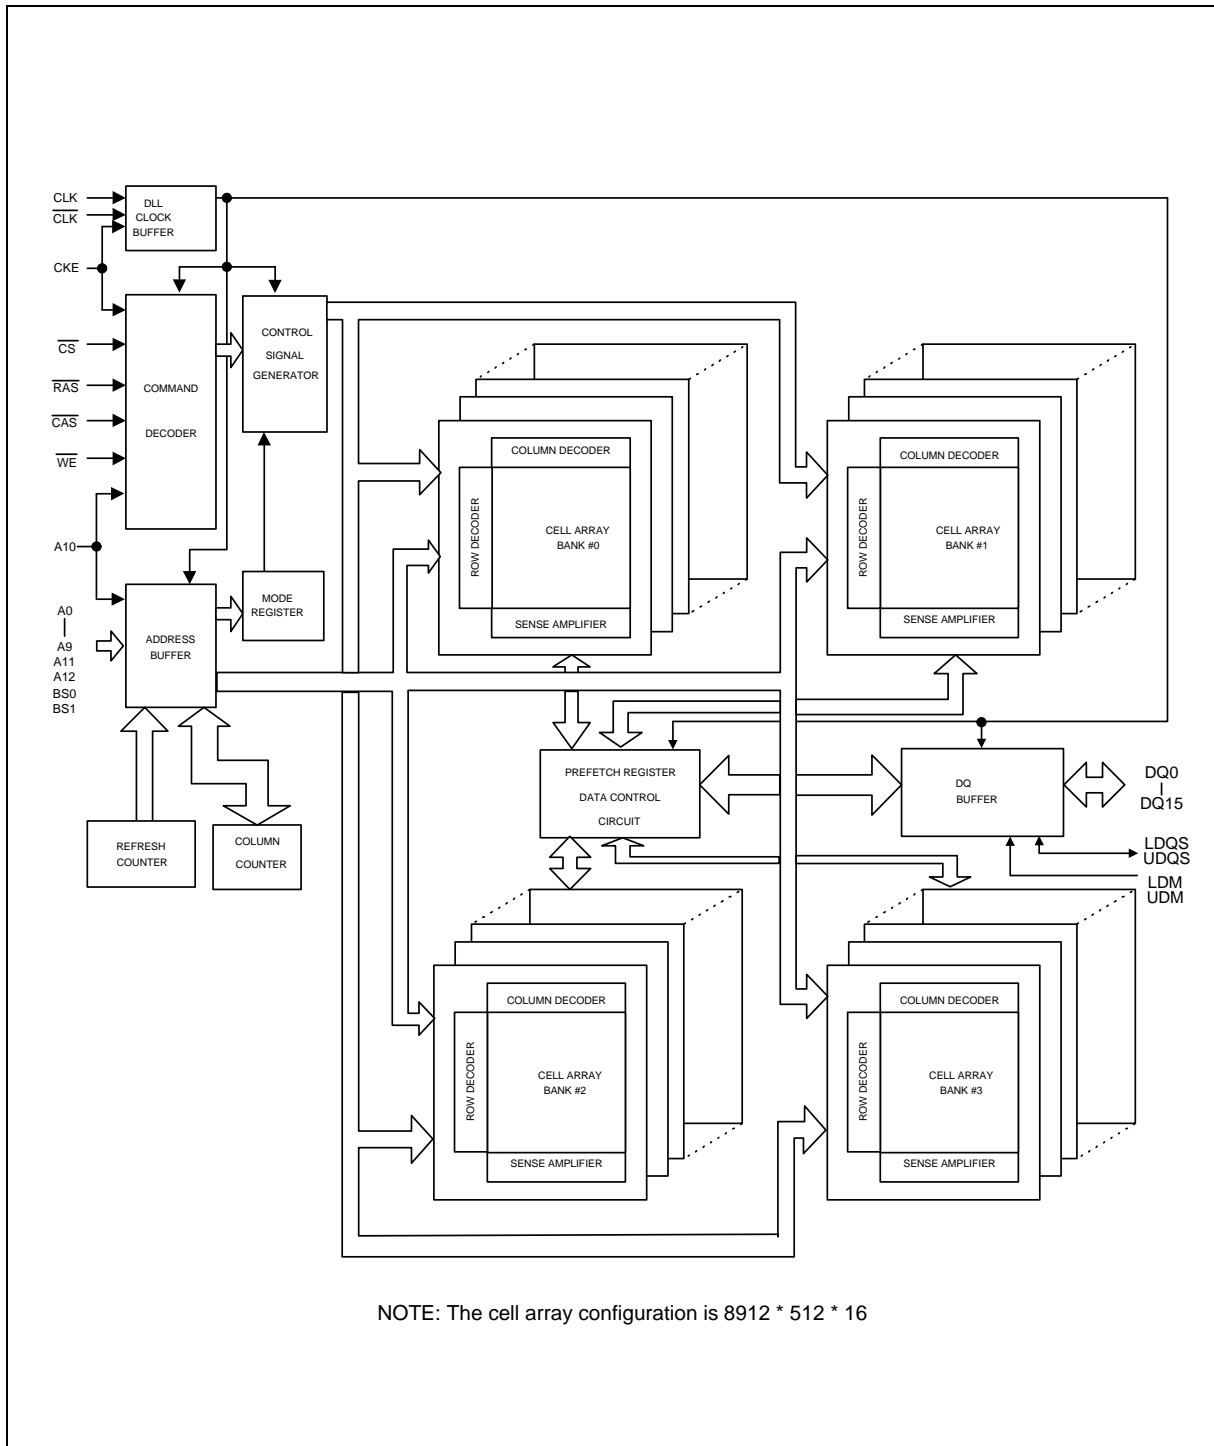 CLK
CLK
CKE
CS
RAS
CAS
WE
A10
A0
A9
A11
A12
BS0
BS1
DLL
CLOCK
BUFFER
COMMAND
DECODER
CONTROL
SIGNAL
GENERATOR
MODE
REGISTER
ADDRESS
BUFFER
REFRESH
COUNTER
COLUMN
COUNTER
COLUMN DECODER
ROW DECODER
CELL ARRAY
BANK #0
SENSE AMPLIFIER
COLUMN DECODER
ROW DECODER
CELL ARRAY
BANK #1
SENSE AMPLIFIER
PREFETCH REGISTER
DATA CONTROL
CIRCUIT
DQ
BUFFER
DQ0
DQ15
LDQS
UDQS
LDM
UDM
COLUMN DECODER
ROW DECODER
CELL ARRAY
BANK #2
SENSE AMPLIFIER
COLUMN DECODER
ROW DECODER
CELL ARRAY
BANK #3
SENSE AMPLIFIER
NOTE: The cell array configuration is 8912 * 512 * 16